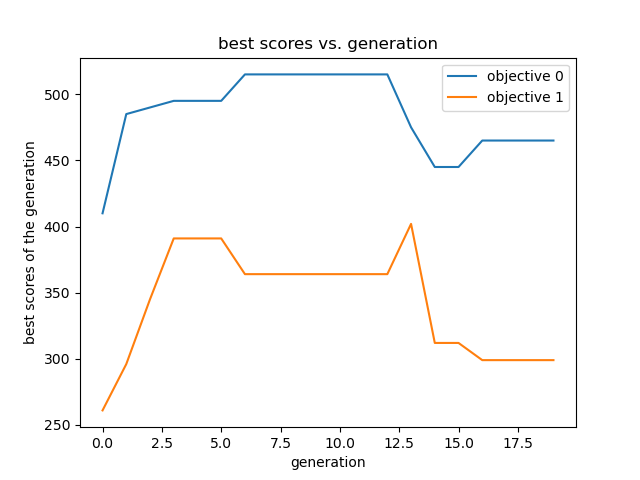 best scores vs. generation
objective 0
objective 1
best scores of the generation
500
450
400
350
300
250
0.0 2.5 5.0 7.5 10.0 12.5 15.0 17.5
generation